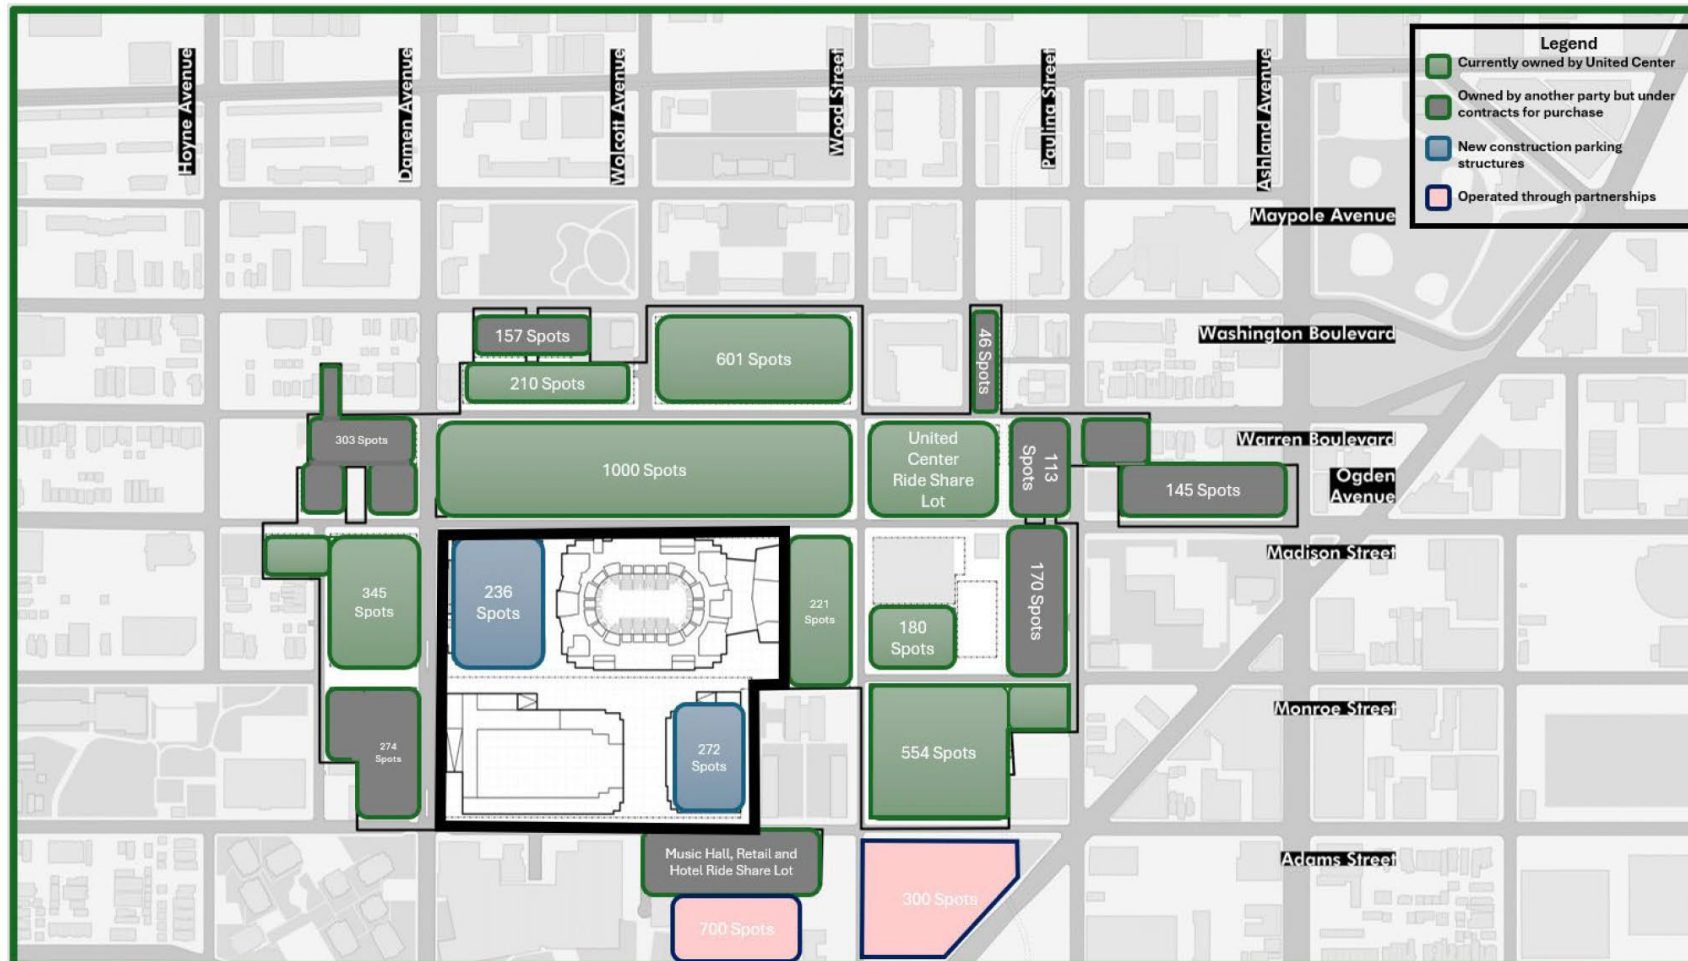 Hoyne Avenue
Damen Avenue
Wolcott Avenue
Wood Street
Paulina Street
Ashland Avenue
Legend
Currently owned by United Center
Owned by another party but under
contracts for purchase
New construction parking
structures
Operated through partnerships
Maypole Avenue
Washington Boulevard
Warren Boulevard
Ogden
Avenue
Madison Street
Monroe Street
Adams Street
157 Spots
210 Spots
601 Spots
46 Spots
303 Spots
1000 Spots
United
Center
Ride Share
Lot
113
Spots
145 Spots
345
Spots
236
Spots
221
Spots
180
Spots
170 Spots
274
Spots
272
Spots
554 Spots
Music Hall, Retail and
Hotel Ride Share Lot
700 Spots
300 Spots